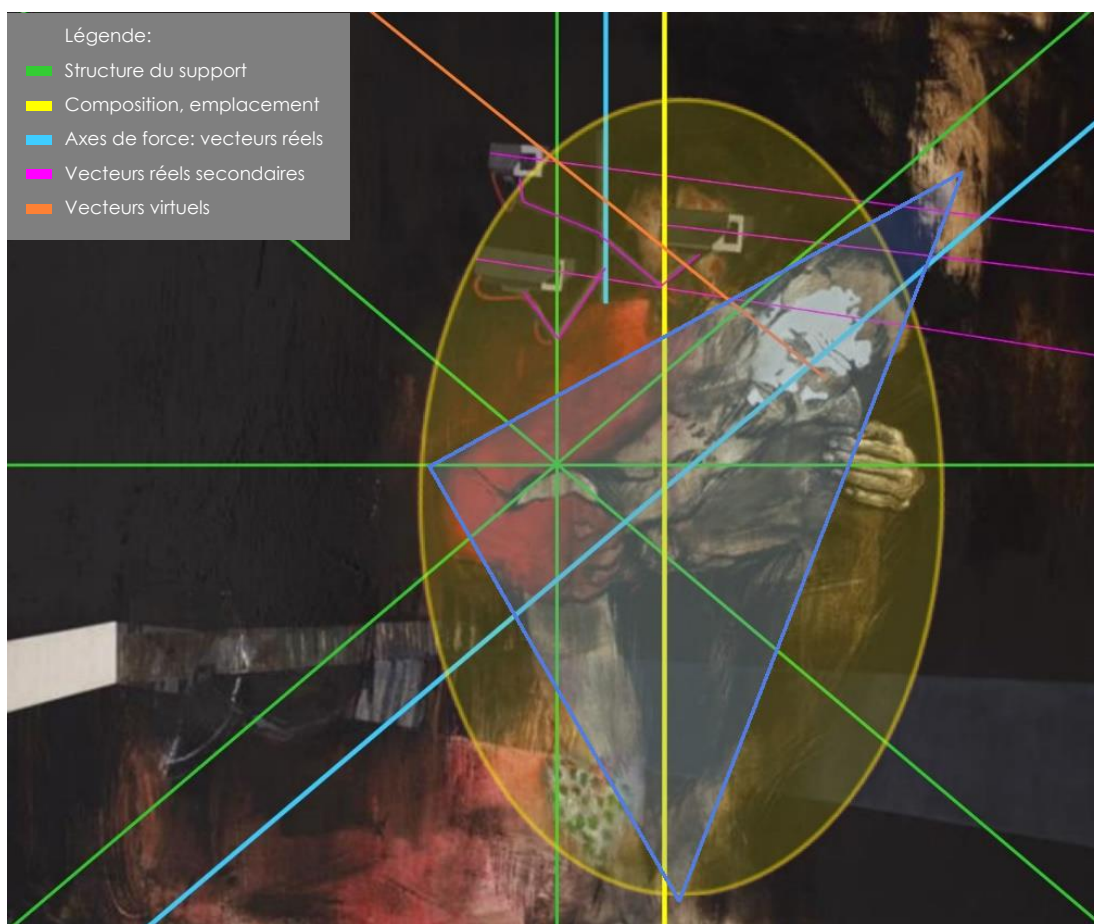 Légende:
Structure du support
Composition, emplacement
Axes de force: vecteurs réels
Vecteurs réels secondaires
Vecteurs virtuels